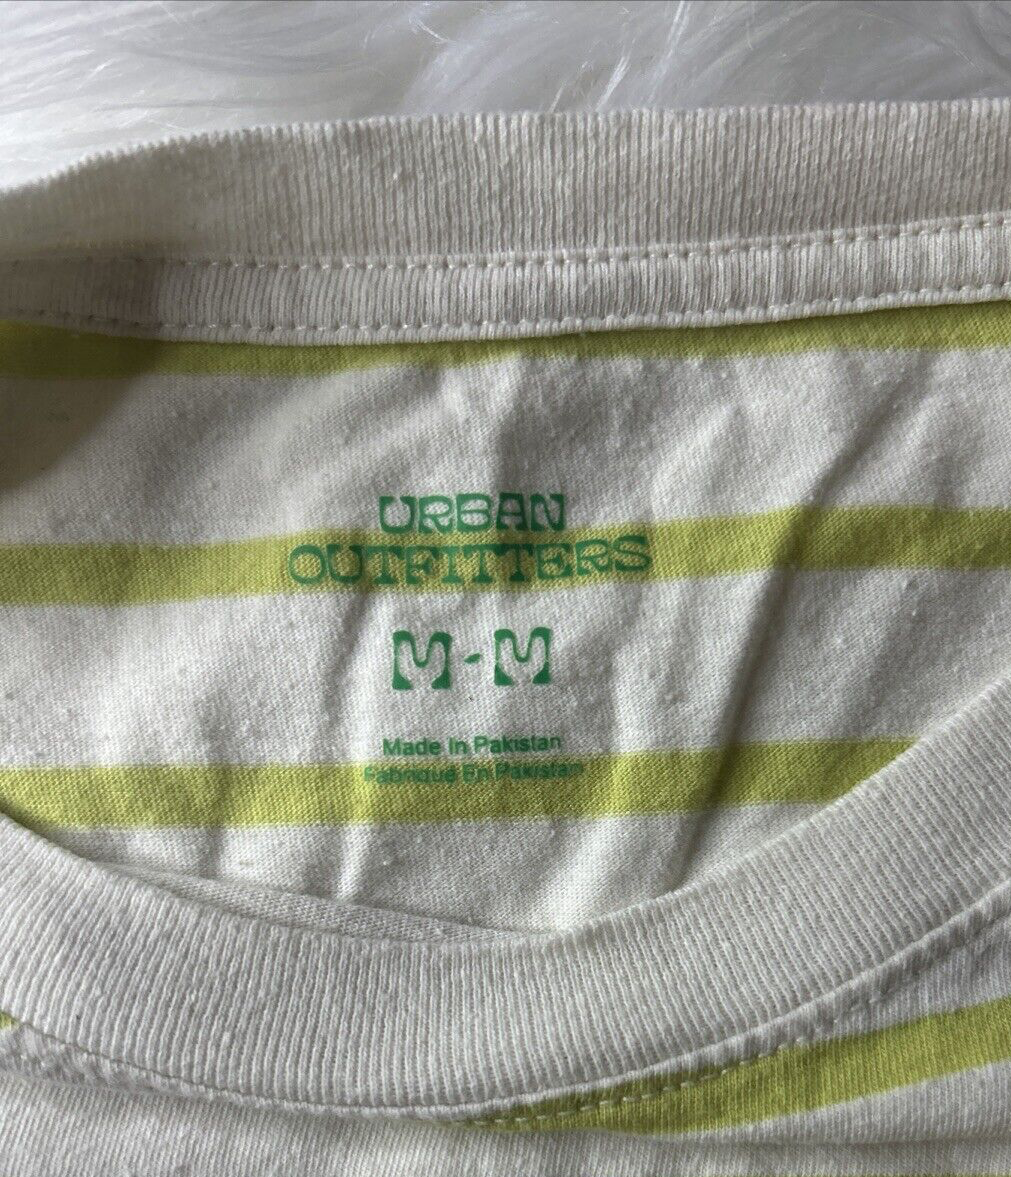 URBAN
OUTFITTERS
M - M
Made In Pakistan
Fabriqué En Pakistan